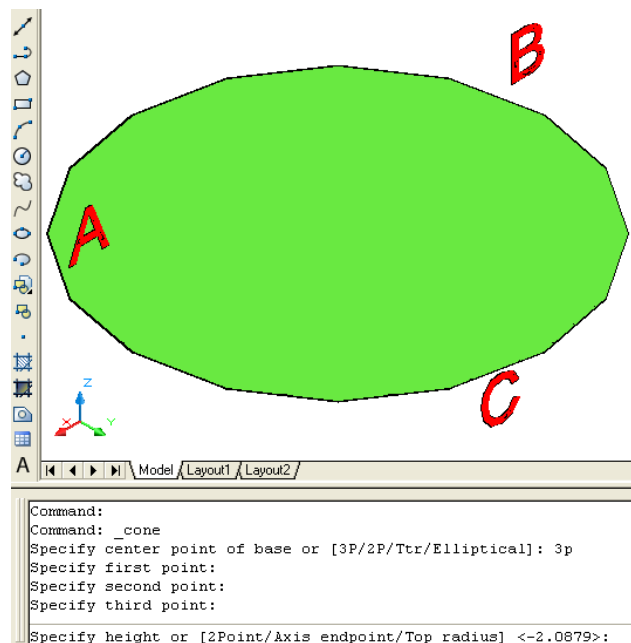 B
A
C
Z
X Y
A
Model Layout1 Layout2
Command:
Command: _cone
Specify center point of base or [3P/2P/Ttr/Elliptical]: 3p
Specify first point:
Specify second point:
Specify third point:
Specify height or [2Point/Axis endpoint/Top radius] <-2.0879>: